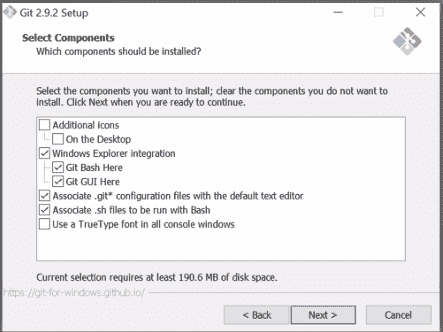 Git 2.9.2 Setup
Select Components
Which components should be installed?
Select the components you want to install; clear the components you do not want to
install. Click Next when you are ready to continue.
Additional icons
On the Desktop
Windows Explorer integration
Git Bash Here
Git GUI Here
Associate .git* configuration files with the default text editor
Associate .sh files to be run with Bash
Use a TrueType font in all console windows
Current selection requires at least 190.6 MB of disk space.
https://git-for-windows.github.io/
< Back
Next >
Cancel